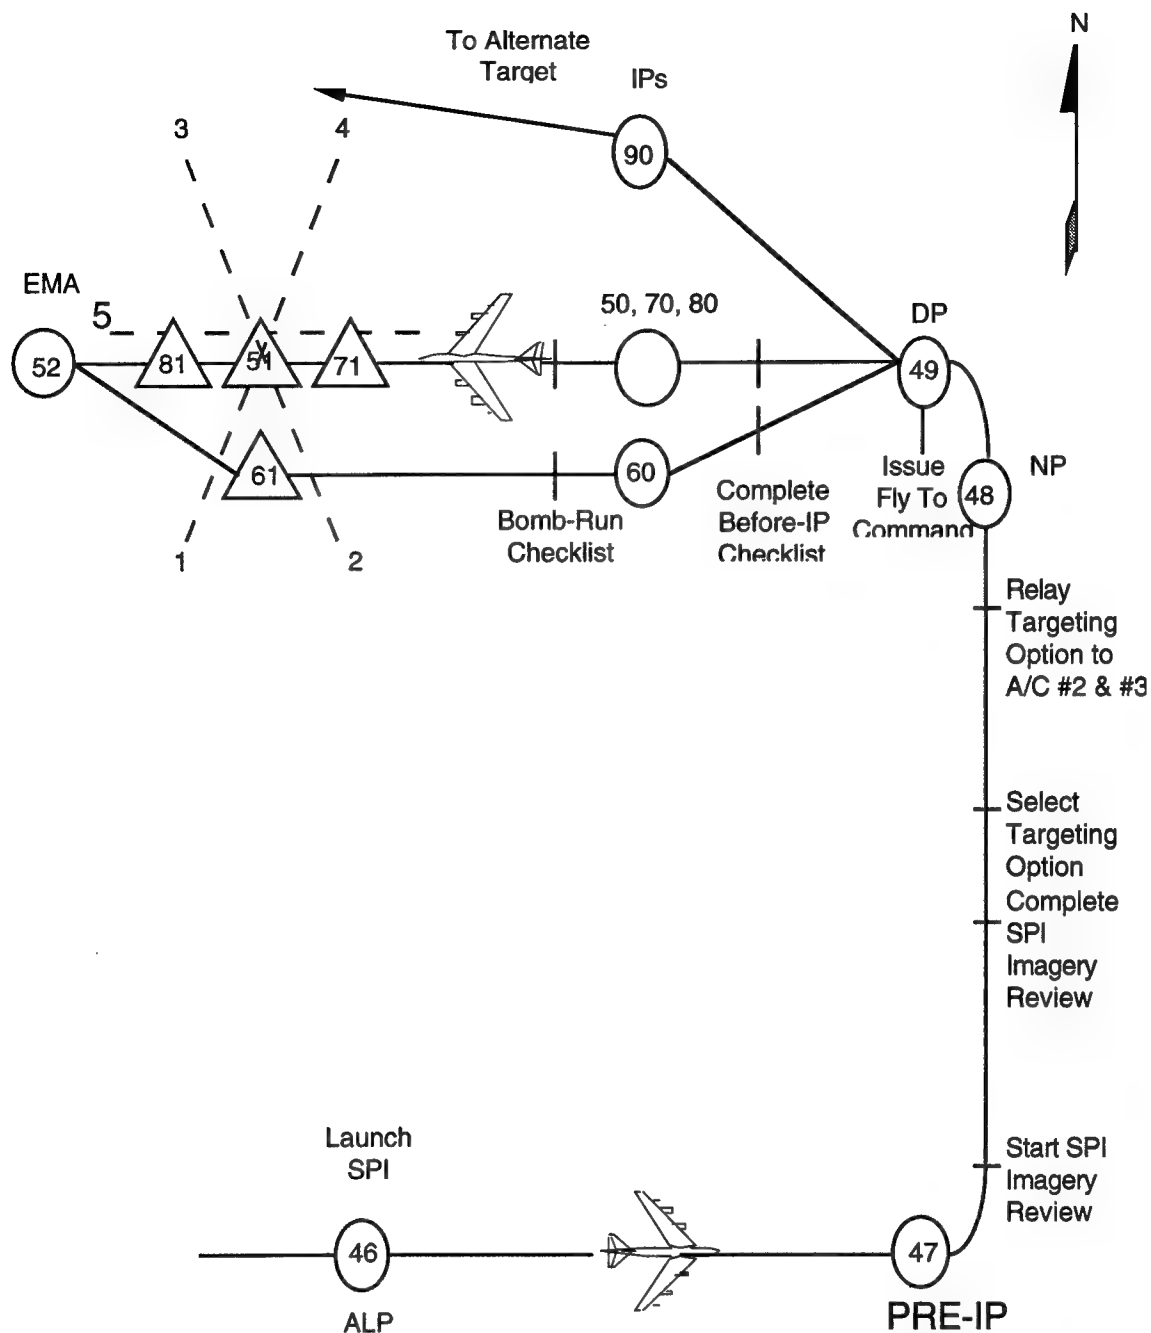 N
To Alternate
Target
IPs
3
4
90
EMA
5
50, 70, 80
DP
52
81
51
71
49
61
60
Issue
Fly To
Command
NP
48
Complete
Before-IP
Checklist
Bomb-Run
Checklist
1
2
Relay
Targeting
Option to
A/C #2 & #3
Select
Targeting
Option
Complete
SPI
Imagery
Review
Launch
SPI
Start SPI
Imagery
Review
46
47
ALP
PRE-IP